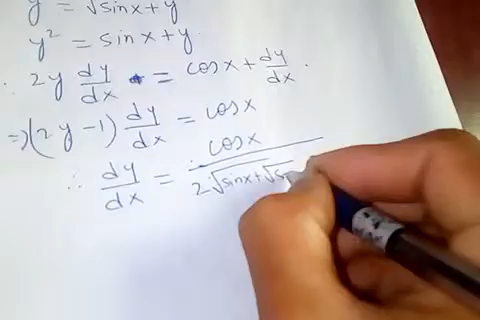 y = √sinx+y
y² = sinx+y
∴ 2y dy/dx = cosx + dy/dx.
⇒ (2y-1) dy/dx = cosx
∴ dy/dx = cosx / 2√sinx+√